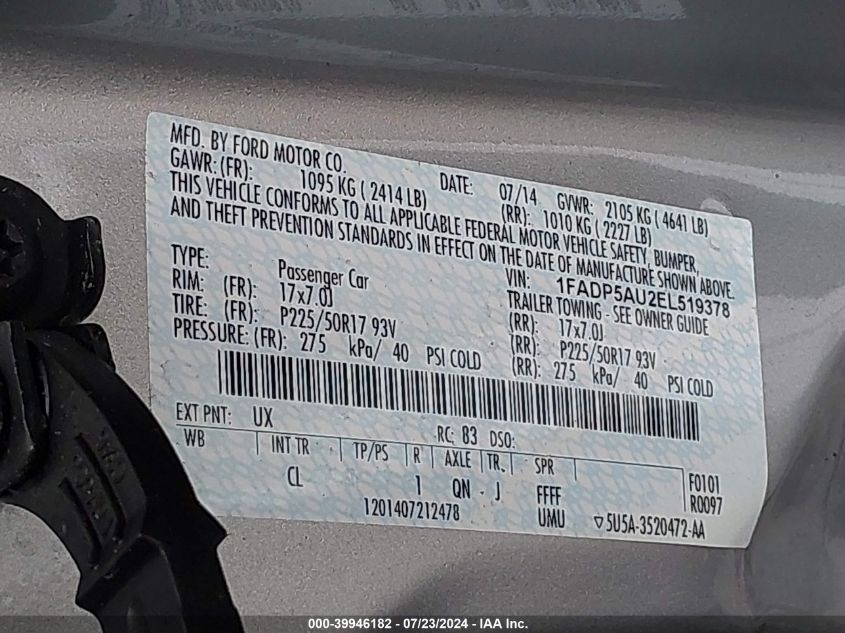 MFD. BY FORD MOTOR CO.
DATE: 07/14 GVWR: 2105 KG ( 4641 LB)
GAWR: (FR): 1095 KG ( 2414 LB) (RR): 1010 KG ( 2227 LB)
THIS VEHICLE CONFORMS TO ALL APPLICABLE FEDERAL MOTOR VEHICLE SAFETY, BUMPER,
AND THEFT PREVENTION STANDARDS IN EFFECT ON THE DATE OF MANUFACTURE SHOWN ABOVE.
VIN: 1FADP5AU2EL519378
TYPE: Passenger Car TRAILER TOWING - SEE OWNER GUIDE
RIM: (FR): 17x7.0J (RR): 17x7.0J
TIRE: (FR): P225/50R17 93V (RR): P225/50R17 93V
PRESSURE: (FR): 275 kPa/ 40 PSI COLD (RR): 275 kPa/ 40 PSI COLD
EXT PNT: UX RC: 83 DSO:
WB INT TR TP/PS R AXLE TR. SPR F0101
CL 1 QN J FFFF R0097
1201407212478 UMU ▽5U5A-3520472-AA
000-39946182 - 07/23/2024 - IAA Inc.